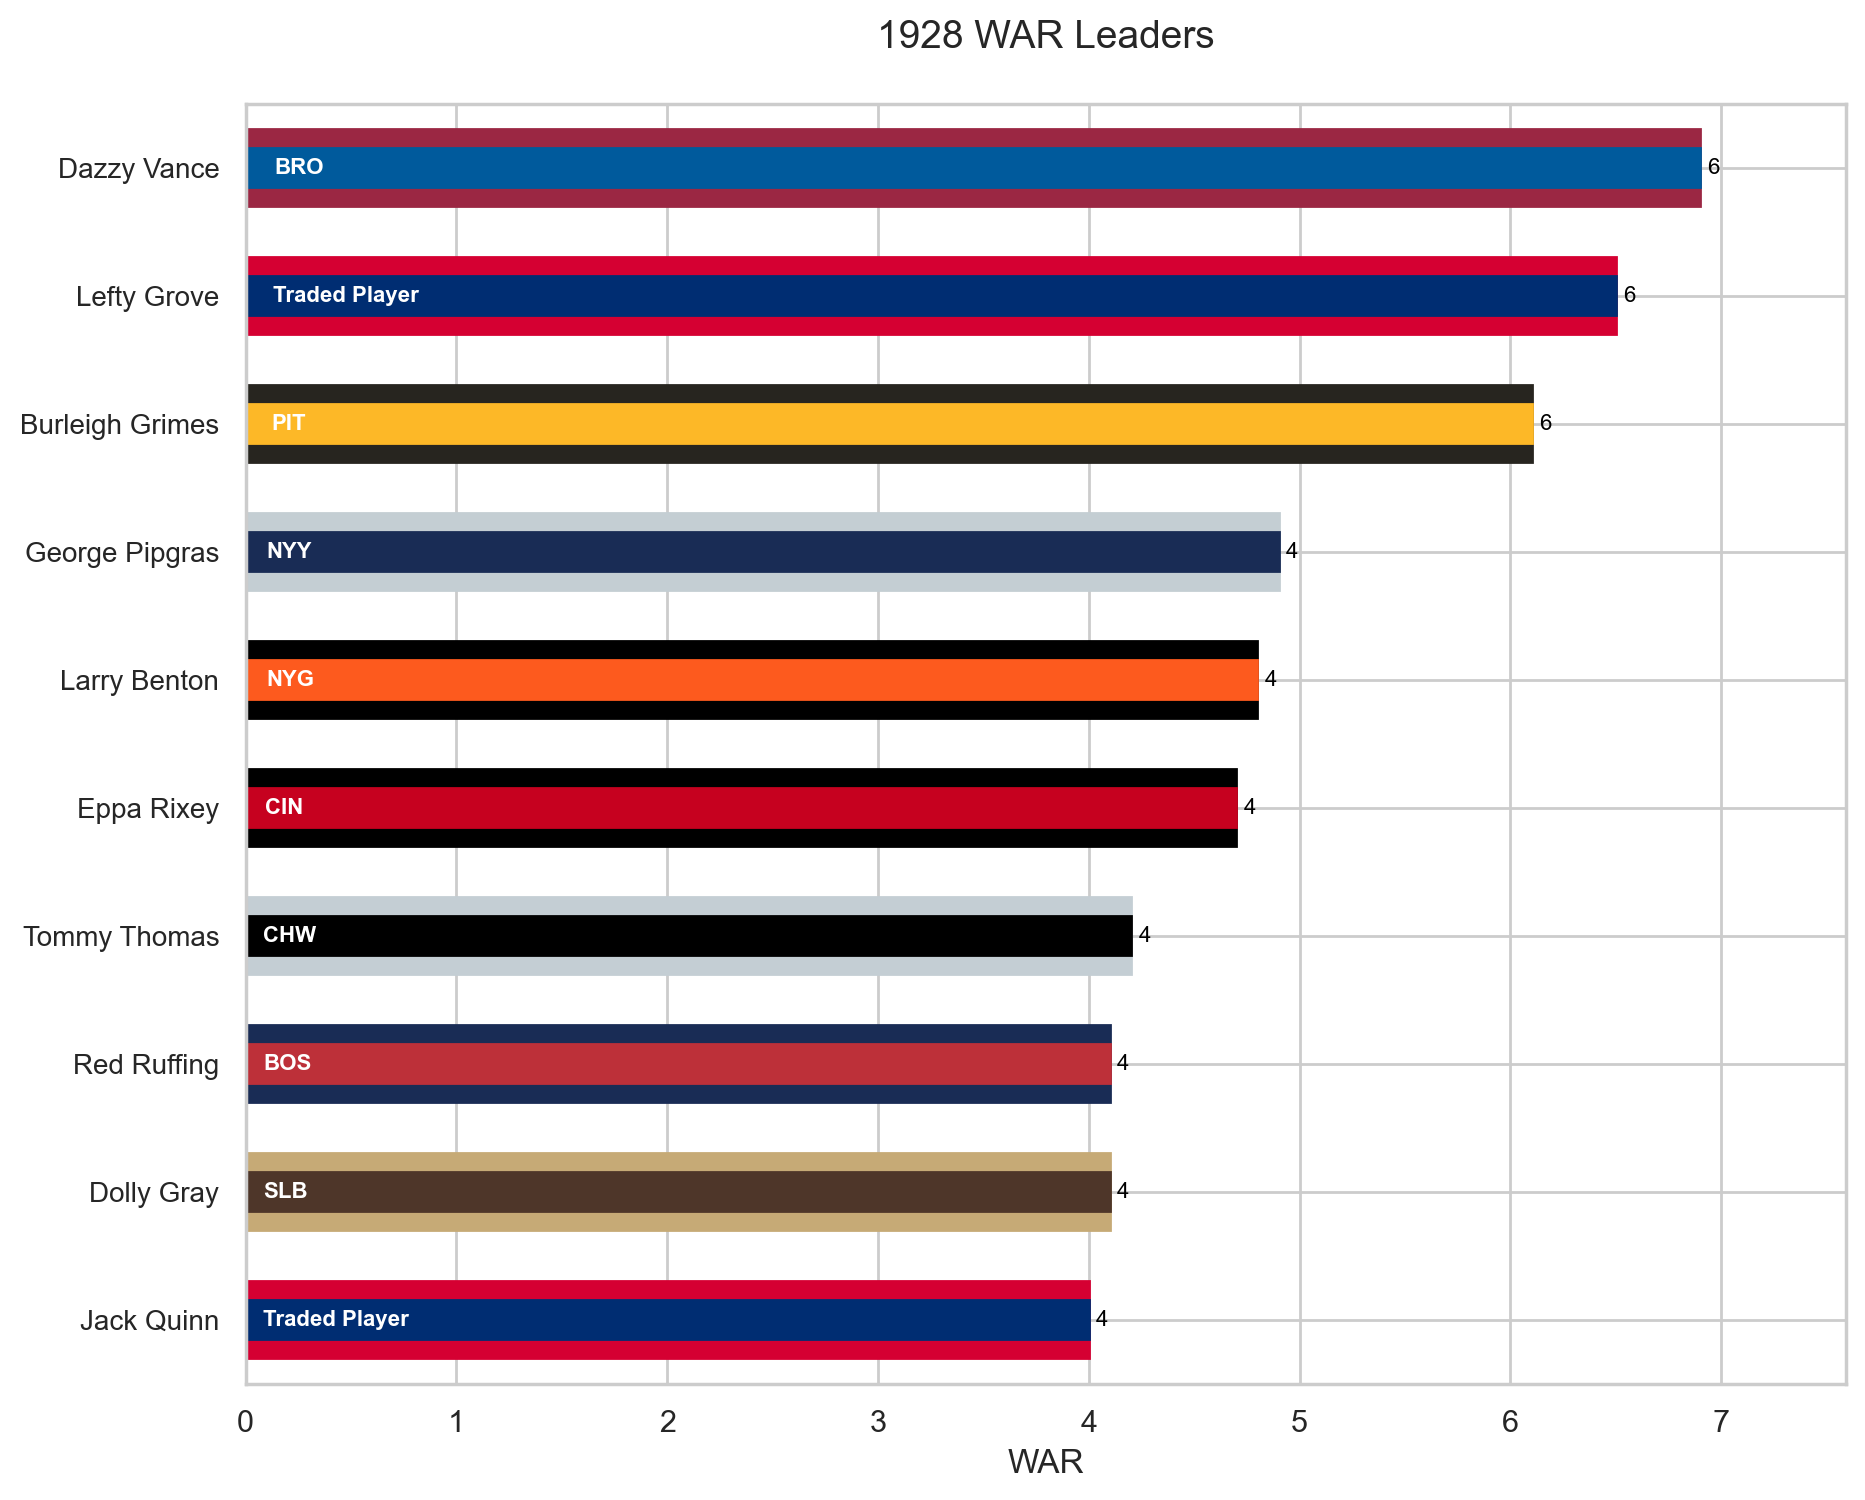 1928 WAR Leaders
Dazzy Vance
BRO
6
Lefty Grove
Traded Player
6
Burleigh Grimes
PIT
6
George Pipgras
NYY
4
Larry Benton
NYG
4
Eppa Rixey
CIN
4
Tommy Thomas
CHW
4
Red Ruffing
BOS
4
Dolly Gray
SLB
4
Jack Quinn
Traded Player
4
0 1 2 3 4 5 6 7
WAR